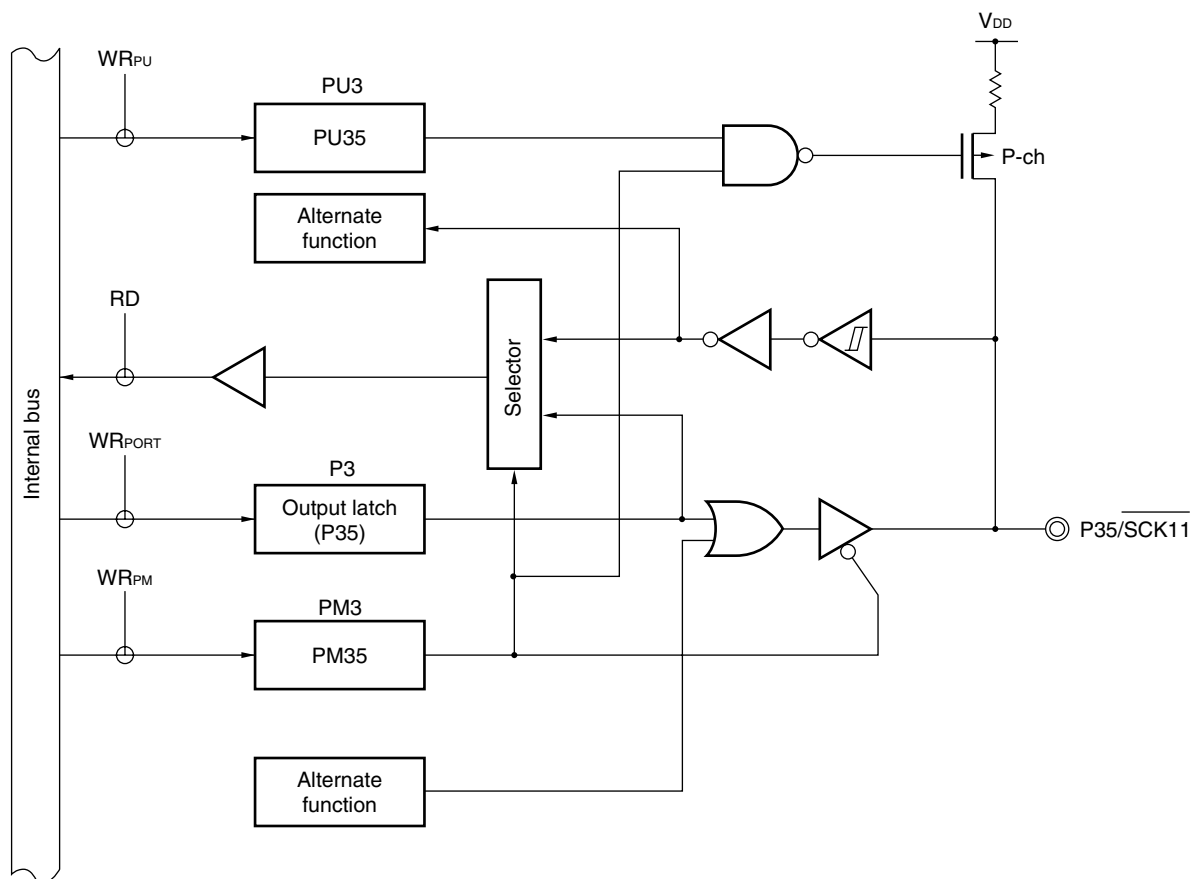 VDD
WRPU
PU3
PU35
P-ch
Alternate
function
RD
Selector
Internal bus
WRPORT
P3
Output latch
(P35)
P35/SCK11
WRPM
PM3
PM35
Alternate
function